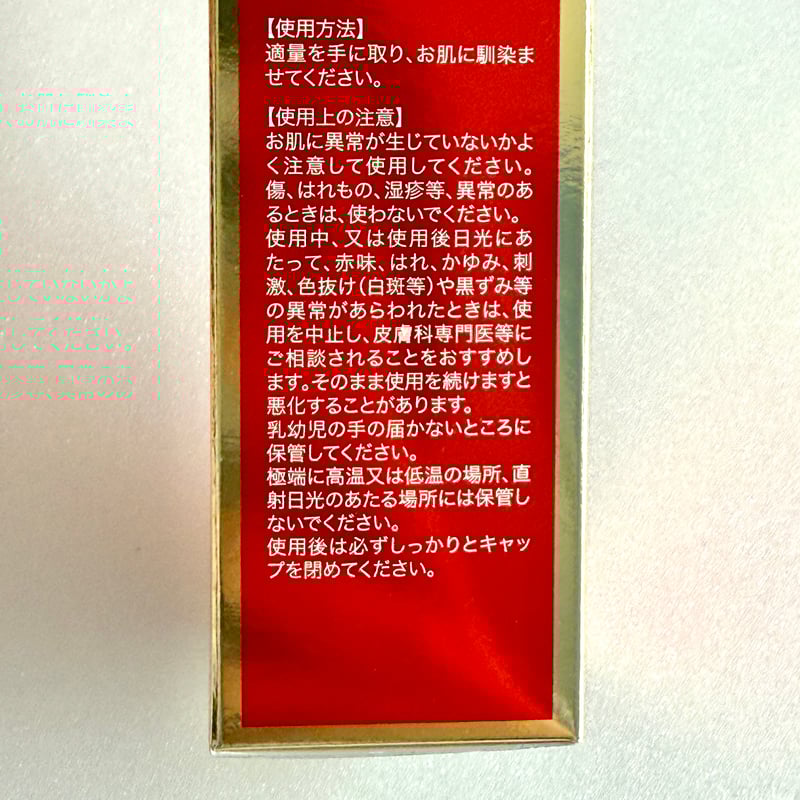 【使用方法】
適量を手に取り、お肌に馴染ま
せてください。
【使用上の注意】
お肌に異常が生じていないかよ
く注意して使用してください。
傷、はれもの、湿疹等、異常のあ
るときは、使わないでください。
使用中、又は使用後日光にあ
たって、赤味、はれ、かゆみ、刺
激、色抜け(白斑等)や黒ずみ等
の異常があらわれたときは、使
用を中止し、皮膚科専門医等に
ご相談されることをおすすめし
ます。そのまま使用を続けますと
悪化することがあります。
乳幼児の手の届かないところに
保管してください。
極端に高温又は低温の場所、直
射日光のあたる場所には保管し
ないでください。
使用後は必ずしっかりとキャッ
プを閉めてください。